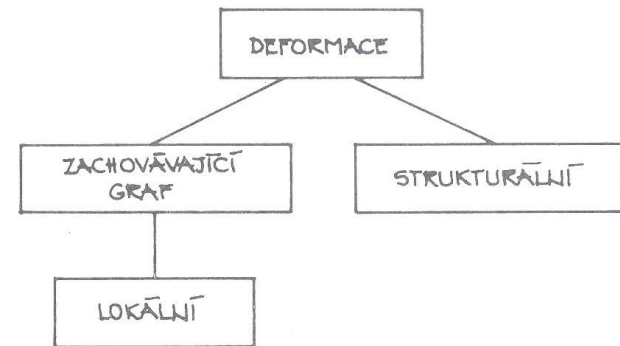 DEFORMACE
ZACHOVÁVAJÍCÍ
GRAF
STRUKTURÁLNÍ
LOKÁLNÍ